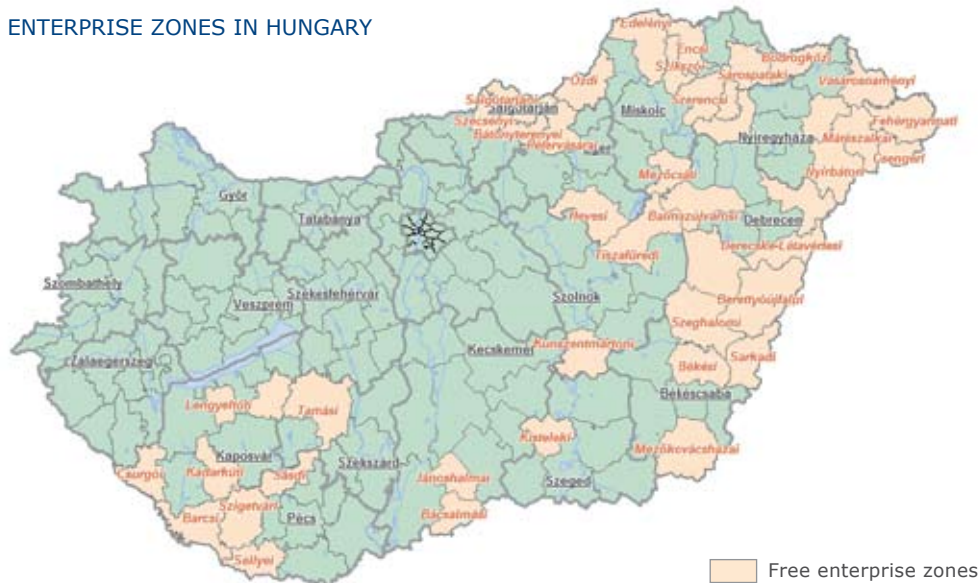 ENTERPRISE ZONES IN HUNGARY
Edelényi
Encsi
Szikszói
Bodrogközi
Sárospataki
Ózdi
Vásárosnaményi
Szerencsi
Salgótarjáni
Salgótarján
Szécsényi
Miskolc
Fehérgyarmati
Bátonyterenyei
Pétervásárai
Eger
Nyíregyháza
Mátészalkai
Csengeri
Nyírbátori
Mezőcsáti
Győr
Tatabánya
Hevesi
Balmazújvárosi
Debrecen
Tiszafüredi
Derecske-Létavértesi
Szombathely
Veszprém
Székesfehérvár
Szolnok
Berettyóújfalui
Szeghalomi
Zalaegerszeg
Kecskemét
Kunszentmártoni
Békési
Sarkadi
Békéscsaba
Lengyeltóti
Tamási
Kisteleki
Mezőkovácsházai
Kaposvár
Szekszárd
Csurgói
Kadarkúti
Sásdi
Jánoshalmai
Szeged
Szigetvári
Barcsi
Pécs
Bácsalmási
Sellyei
Free enterprise zones